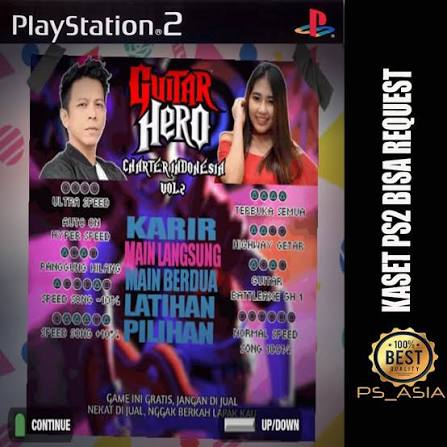 PlayStation®2
GUITAR
HERO
CHARTER INDONESIA
VOL 2
ULTRA SPEED
TERBUKA SEMUA
AUTO ON
HYPER SPEED
HIGHWAY GETAR
PANGGUNG HILANG
GUITAR
BATTLEAXE GH 1
SPEED SONG
SPEED SONG
NORMAL SPEED
SONG 100%
KARIR
MAIN LANGSUNG
MAIN BERDUA
LATIHAN
PILIHAN
GAME INI GRATIS, JANGAN DI JUAL
NEKAT DI JUAL, NGGAK BERKAH LAPAK KAU
CONTINUE
UP/DOWN
KASET PS2 BISA REQUEST
100%
BEST
QUALITY
PS_ASIA